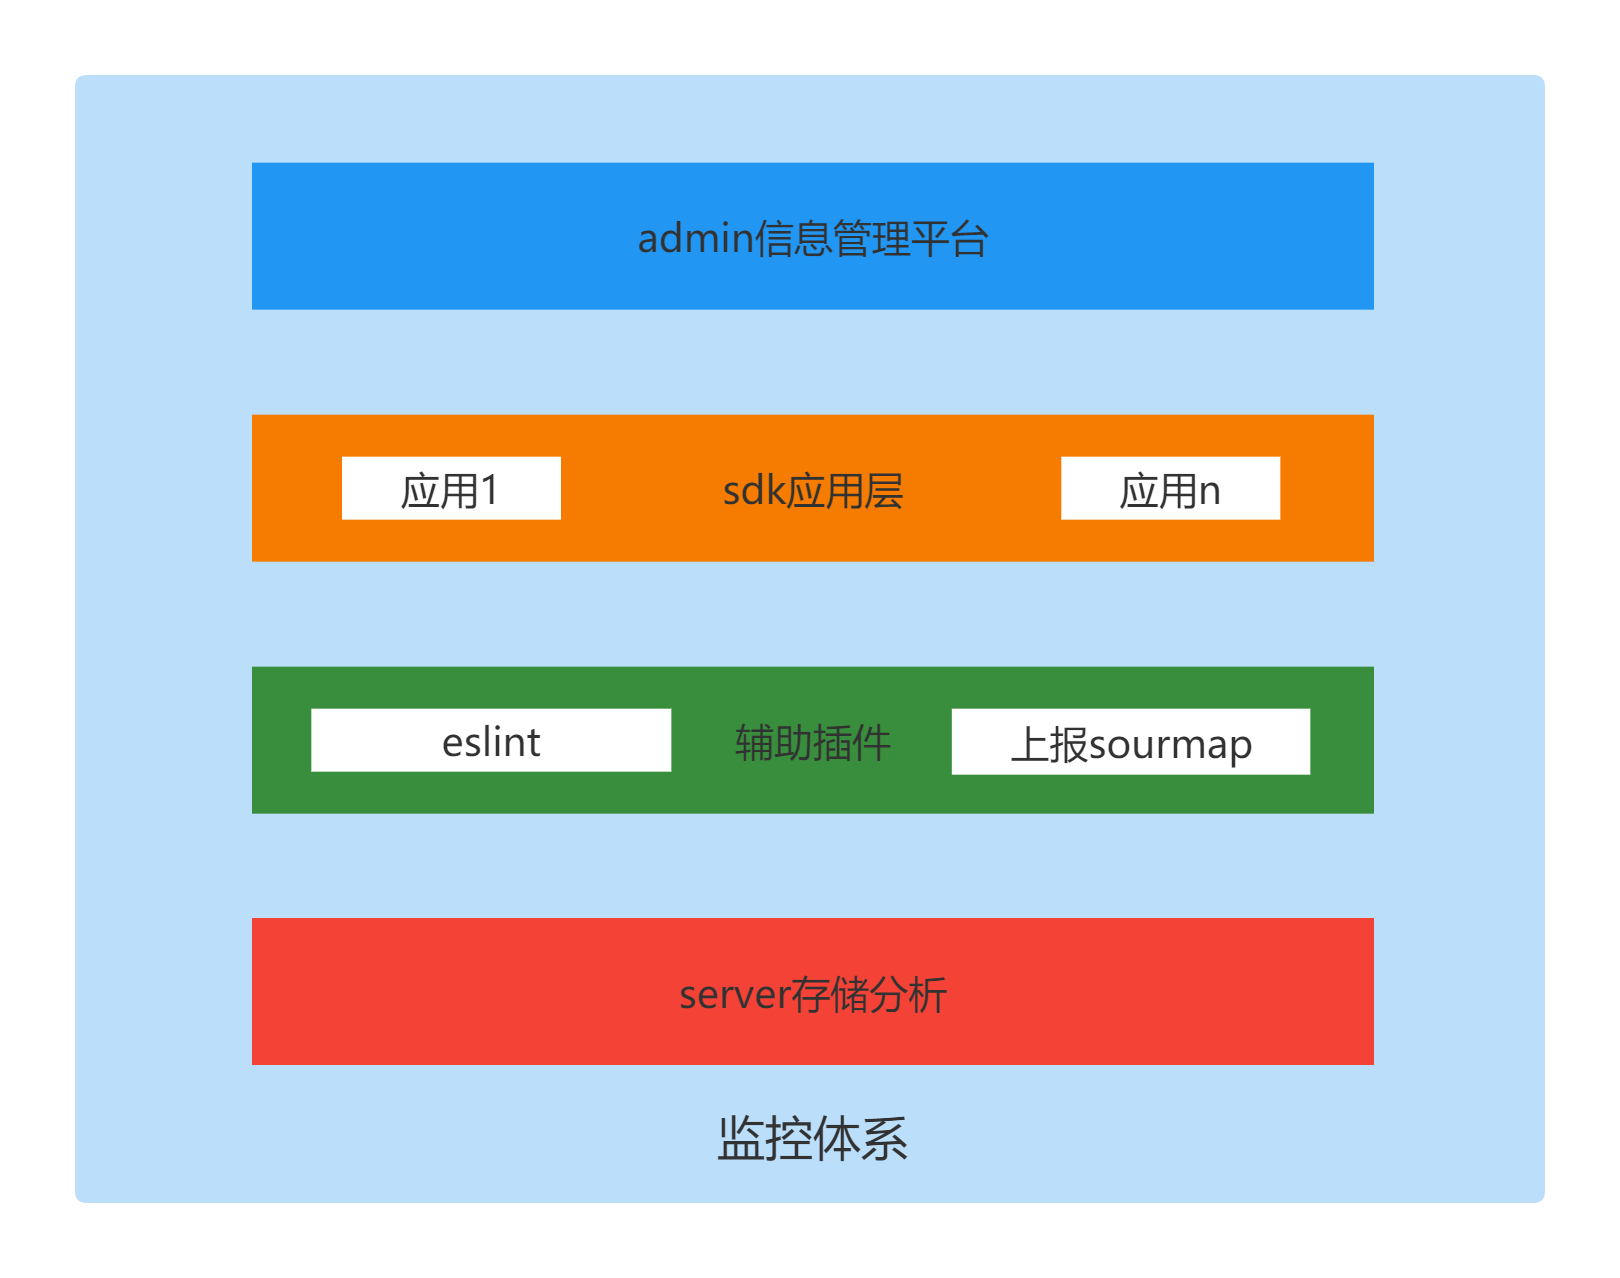 admin信息管理平台
应用1
sdk应用层
应用n
eslint
辅助插件
上报sourmap
server存储分析
监控体系